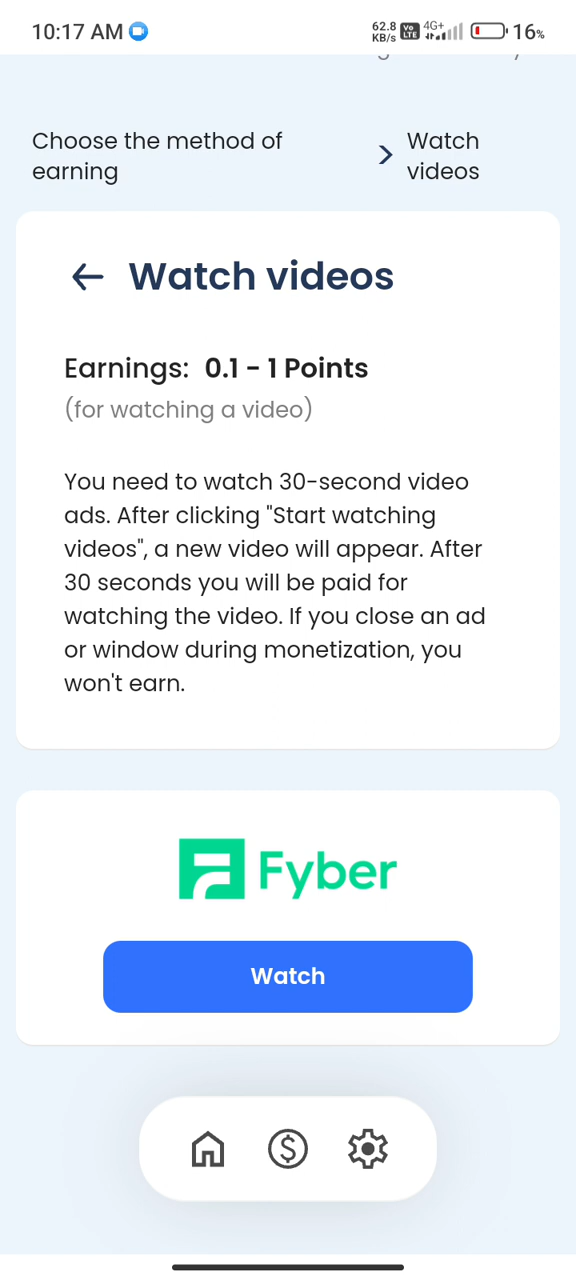 10:17 AM
62.8 KB/s Vo LTE 4G+ 16%
Choose the method of
earning
Watch
videos
Watch videos
Earnings: 0.1 - 1 Points
(for watching a video)
You need to watch 30-second video
ads. After clicking "Start watching
videos", a new video will appear. After
30 seconds you will be paid for
watching the video. If you close an ad
or window during monetization, you
won't earn.
Fyber
Watch